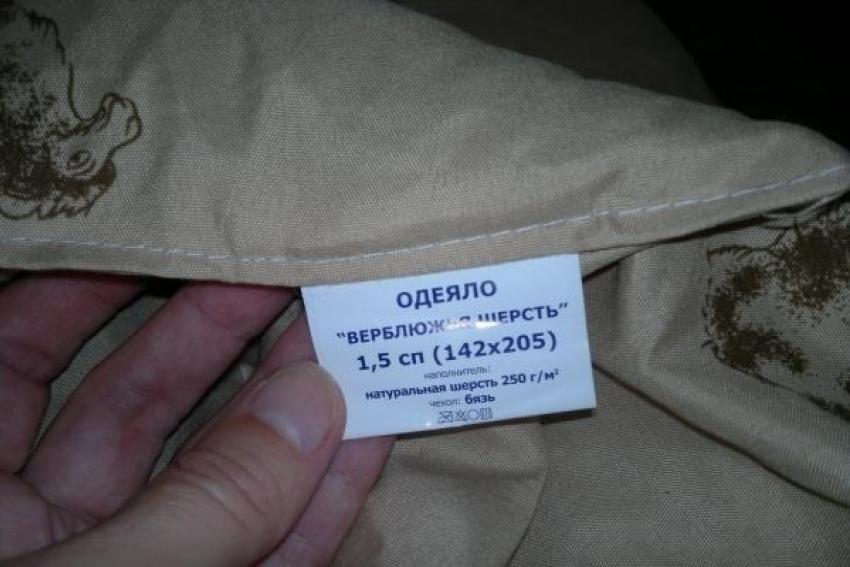 ОДЕЯЛО
"ВЕРБЛЮЖЬЯ ШЕРСТЬ"
1,5 сп (142х205)
наполнитель:
натуральная шерсть 250 г/м²
чехол: бязь